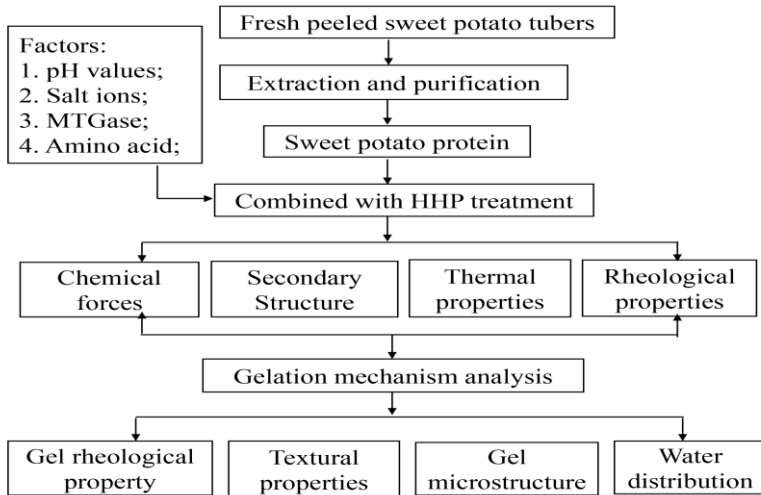 Fresh peeled sweet potato tubers
Factors:
1. pH values;
2. Salt ions;
3. MTGase;
4. Amino acid;
Extraction and purification
Sweet potato protein
Combined with HHP treatment
Chemical
forces
Secondary
Structure
Thermal
properties
Rheological
properties
Gelation mechanism analysis
Gel rheological
property
Textural
properties
Gel
microstructure
Water
distribution